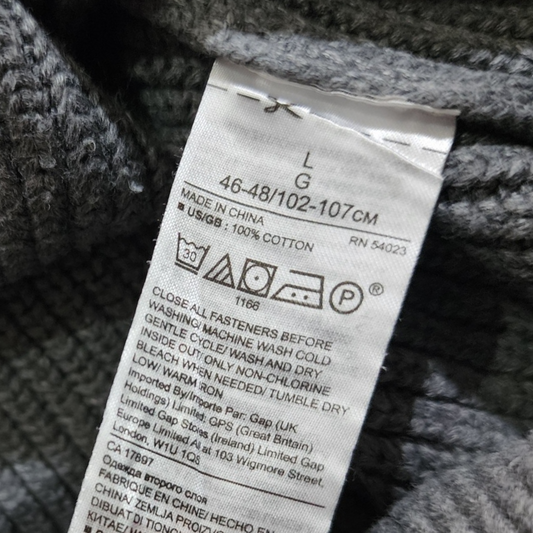 L
G
46-48/102-107CM
MADE IN CHINA
RN 54023
■ US/GB : 100% COTTON
30
P ®
1166
CLOSE ALL FASTENERS BEFORE
WASHING/ MACHINE WASH COLD
GENTLE CYCLE/ WASH AND DRY
INSIDE OUT/ ONLY NON-CHLORINE
BLEACH WHEN NEEDED/ TUMBLE DRY
LOW/ WARM IRON
Imported By/Importe Par: Gap (UK
Holdings) Limited, GPS (Great Britain)
Limited Gap Stores (Ireland) Limited Gap
Europe Limited All at 103 Wigmore Street.
London, W1U 1QS
CA 17897
Одежда второго слоя
FABRIQUE EN CHINE/ HECHO EN
CHINA/ ZEMLJA PROIZVO
DIBUAT DI TIONG
КИТАЕ/